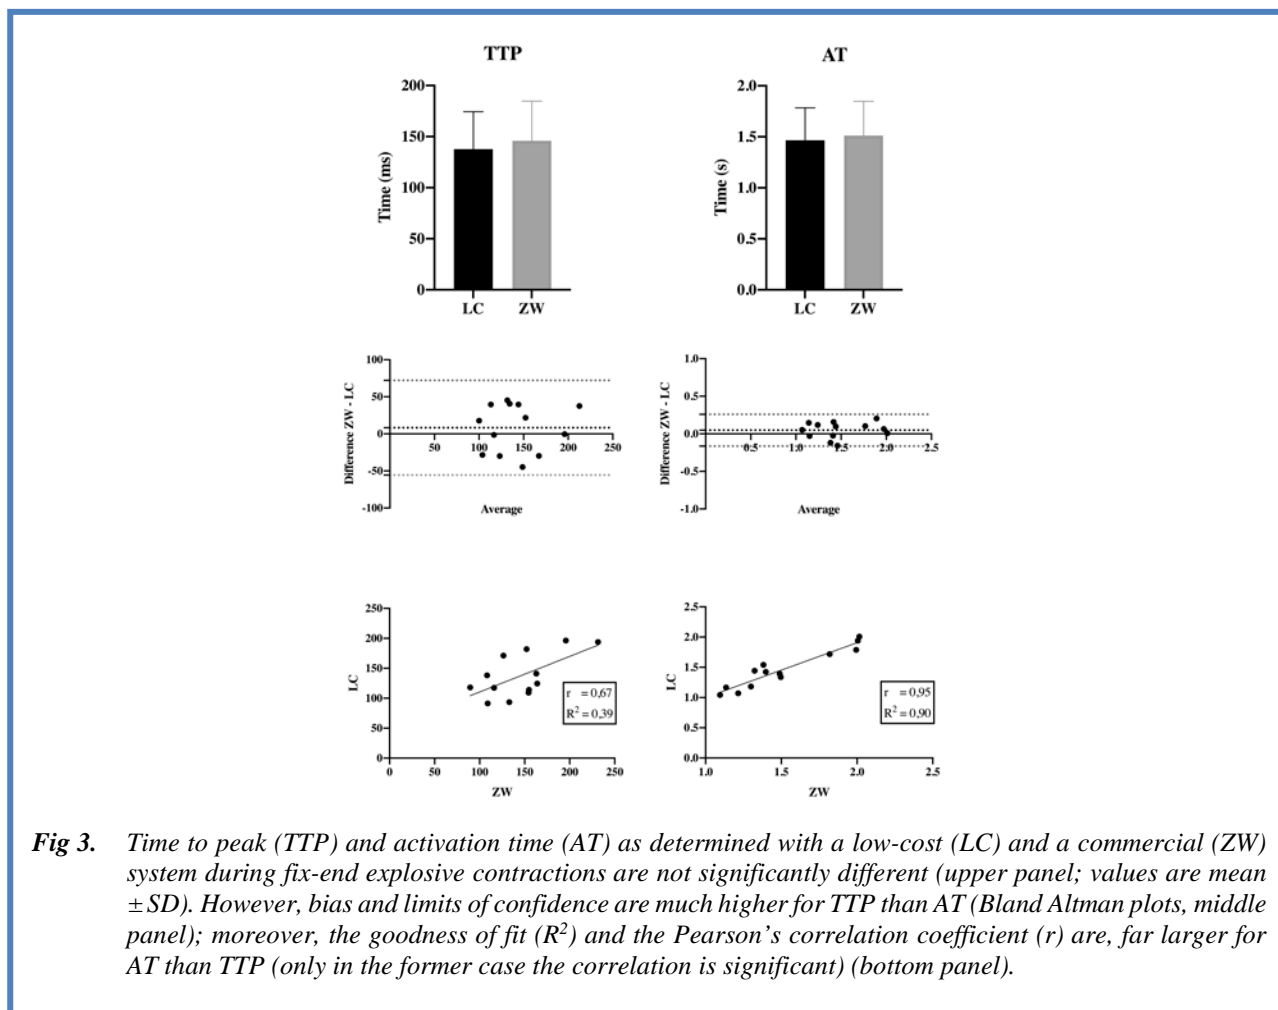 TTP
AT
200
150
100
50
0
Time (ms)
LC
ZW
2.0
1.5
1.0
0.5
0.0
Time (s)
LC
ZW
100
50
0
-50
-100
Difference ZW - LC
50
100
150
200
250
Average
1.0
0.5
0.0
-0.5
-1.0
Difference ZW - LC
0.5
1.0
1.5
2.0
2.5
Average
250
200
150
100
50
0
LC
0
50
100
150
200
250
ZW
r = 0,67
R² = 0,39
2.5
2.0
1.5
1.0
0.5
0.0
LC
1.0
1.5
2.0
2.5
ZW
r = 0,95
R² = 0,90
Fig 3. Time to peak (TTP) and activation time (AT) as determined with a low-cost (LC) and a commercial (ZW)
system during fix-end explosive contractions are not significantly different (upper panel; values are mean
±SD). However, bias and limits of confidence are much higher for TTP than AT (Bland Altman plots, middle
panel); moreover, the goodness of fit (R²) and the Pearson's correlation coefficient (r) are, far larger for
AT than TTP (only in the former case the correlation is significant) (bottom panel).